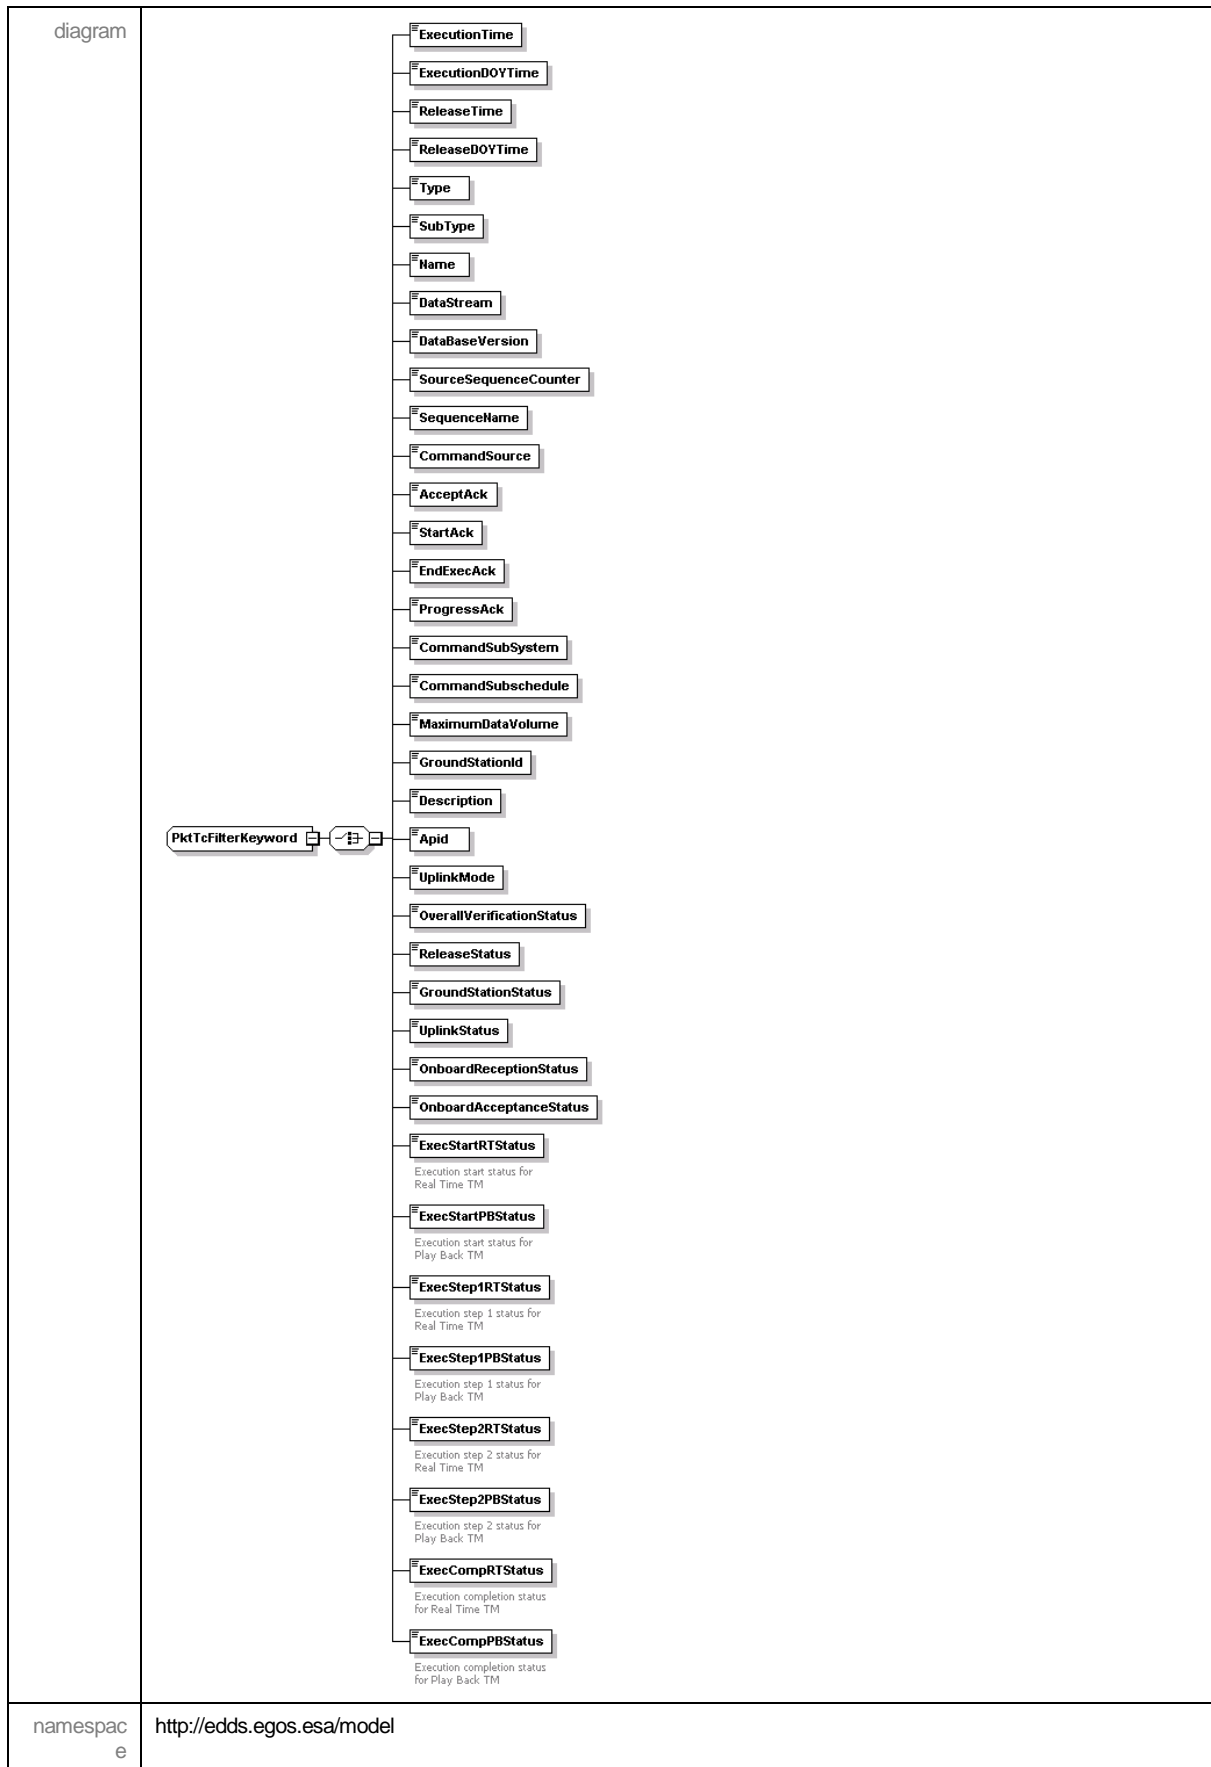 diagram
ExecutionTime
ExecutionDOYTime
ReleaseTime
ReleaseDOYTime
Type
SubType
Name
DataStream
DataBaseVersion
SourceSequenceCounter
SequenceName
CommandSource
AcceptAck
StartAck
EndExecAck
ProgressAck
CommandSubSystem
CommandSubschedule
MaximumDataVolume
GroundStationId
Description
PktTcFilterKeyword
Apid
UplinkMode
OverallVerificationStatus
ReleaseStatus
GroundStationStatus
UplinkStatus
OnboardReceptionStatus
OnboardAcceptanceStatus
ExecStartRTStatus
Execution start status for
Real Time TM
ExecStartPBStatus
Execution start status for
Play Back TM
ExecStep1RTStatus
Execution step 1 status for
Real Time TM
ExecStep1PBStatus
Execution step 1 status for
Play Back TM
ExecStep2RTStatus
Execution step 2 status for
Real Time TM
ExecStep2PBStatus
Execution step 2 status for
Play Back TM
ExecCompRTStatus
Execution completion status
for Real Time TM
ExecCompPBStatus
Execution completion status
for Play Back TM
namespac
e
http://edds.egos.esa/model